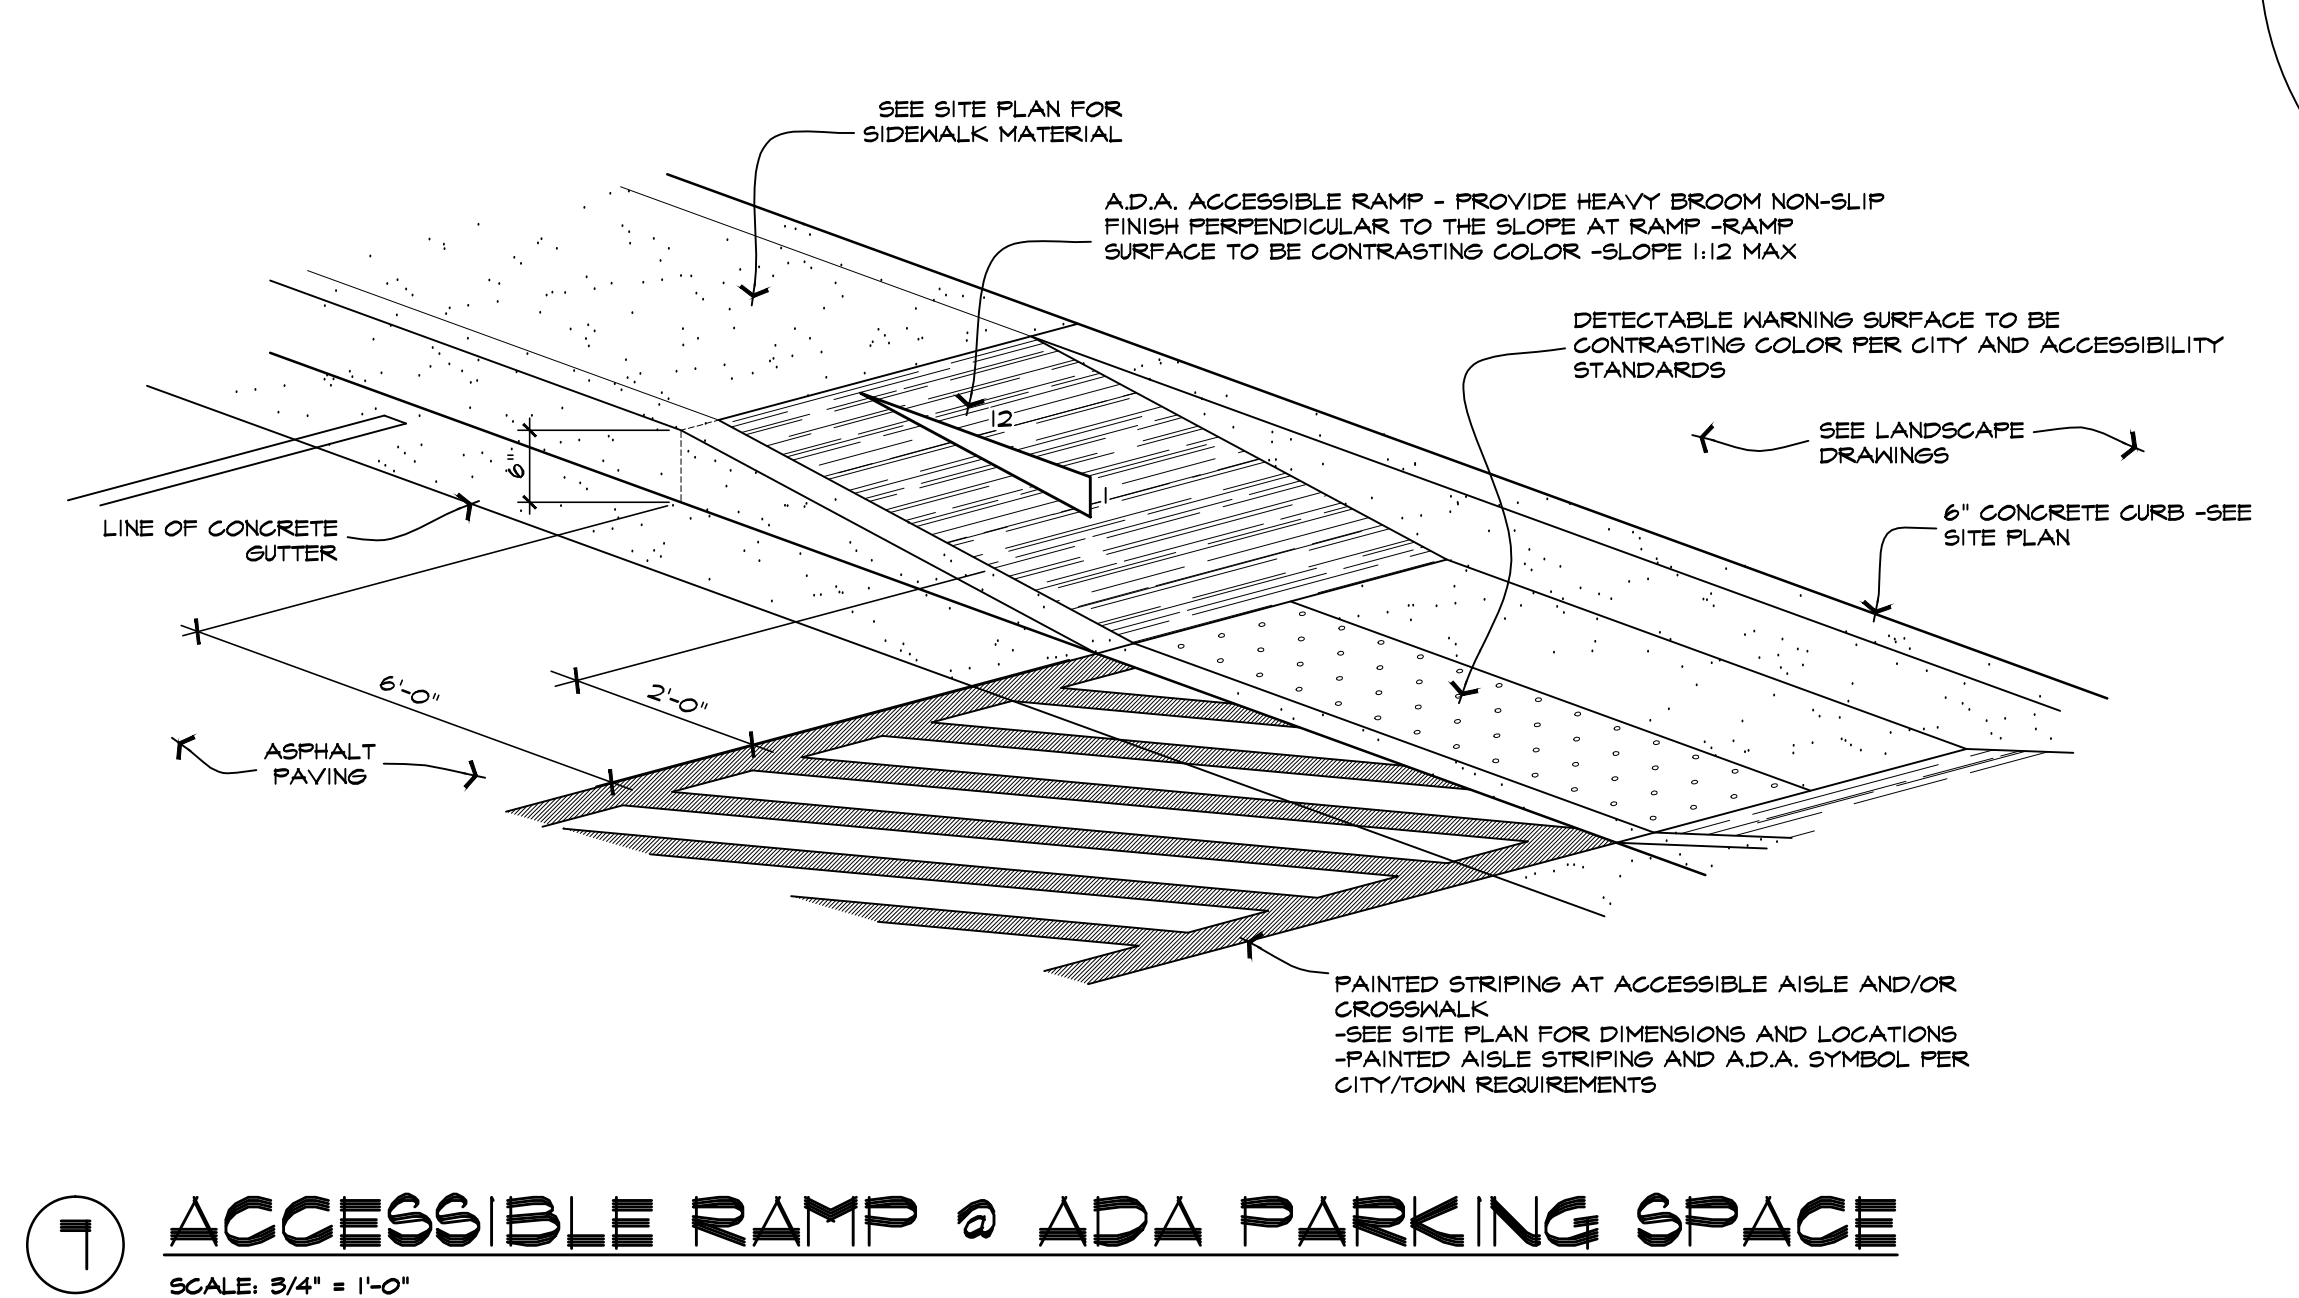 SEE SITE PLAN FOR
SIDEWALK MATERIAL
A.D.A. ACCESSIBLE RAMP - PROVIDE HEAVY BROOM NON-SLIP
FINISH PERPENDICULAR TO THE SLOPE AT RAMP -RAMP
SURFACE TO BE CONTRASTING COLOR -SLOPE 1:12 MAX
DETECTABLE WARNING SURFACE TO BE
CONTRASTING COLOR PER CITY AND ACCESSIBILITY
STANDARDS
12
1
SEE LANDSCAPE
DRAWINGS
6"
6" CONCRETE CURB -SEE
SITE PLAN
LINE OF CONCRETE
GUTTER
6'-0"
2'-0"
ASPHALT
PAVING
PAINTED STRIPING AT ACCESSIBLE AISLE AND/OR
CROSSWALK
-SEE SITE PLAN FOR DIMENSIONS AND LOCATIONS
-PAINTED AISLE STRIPING AND A.D.A. SYMBOL PER
CITY/TOWN REQUIREMENTS
7
ACCESSIBLE RAMP @ ADA PARKING SPACE
SCALE: 3/4" = 1'-0"